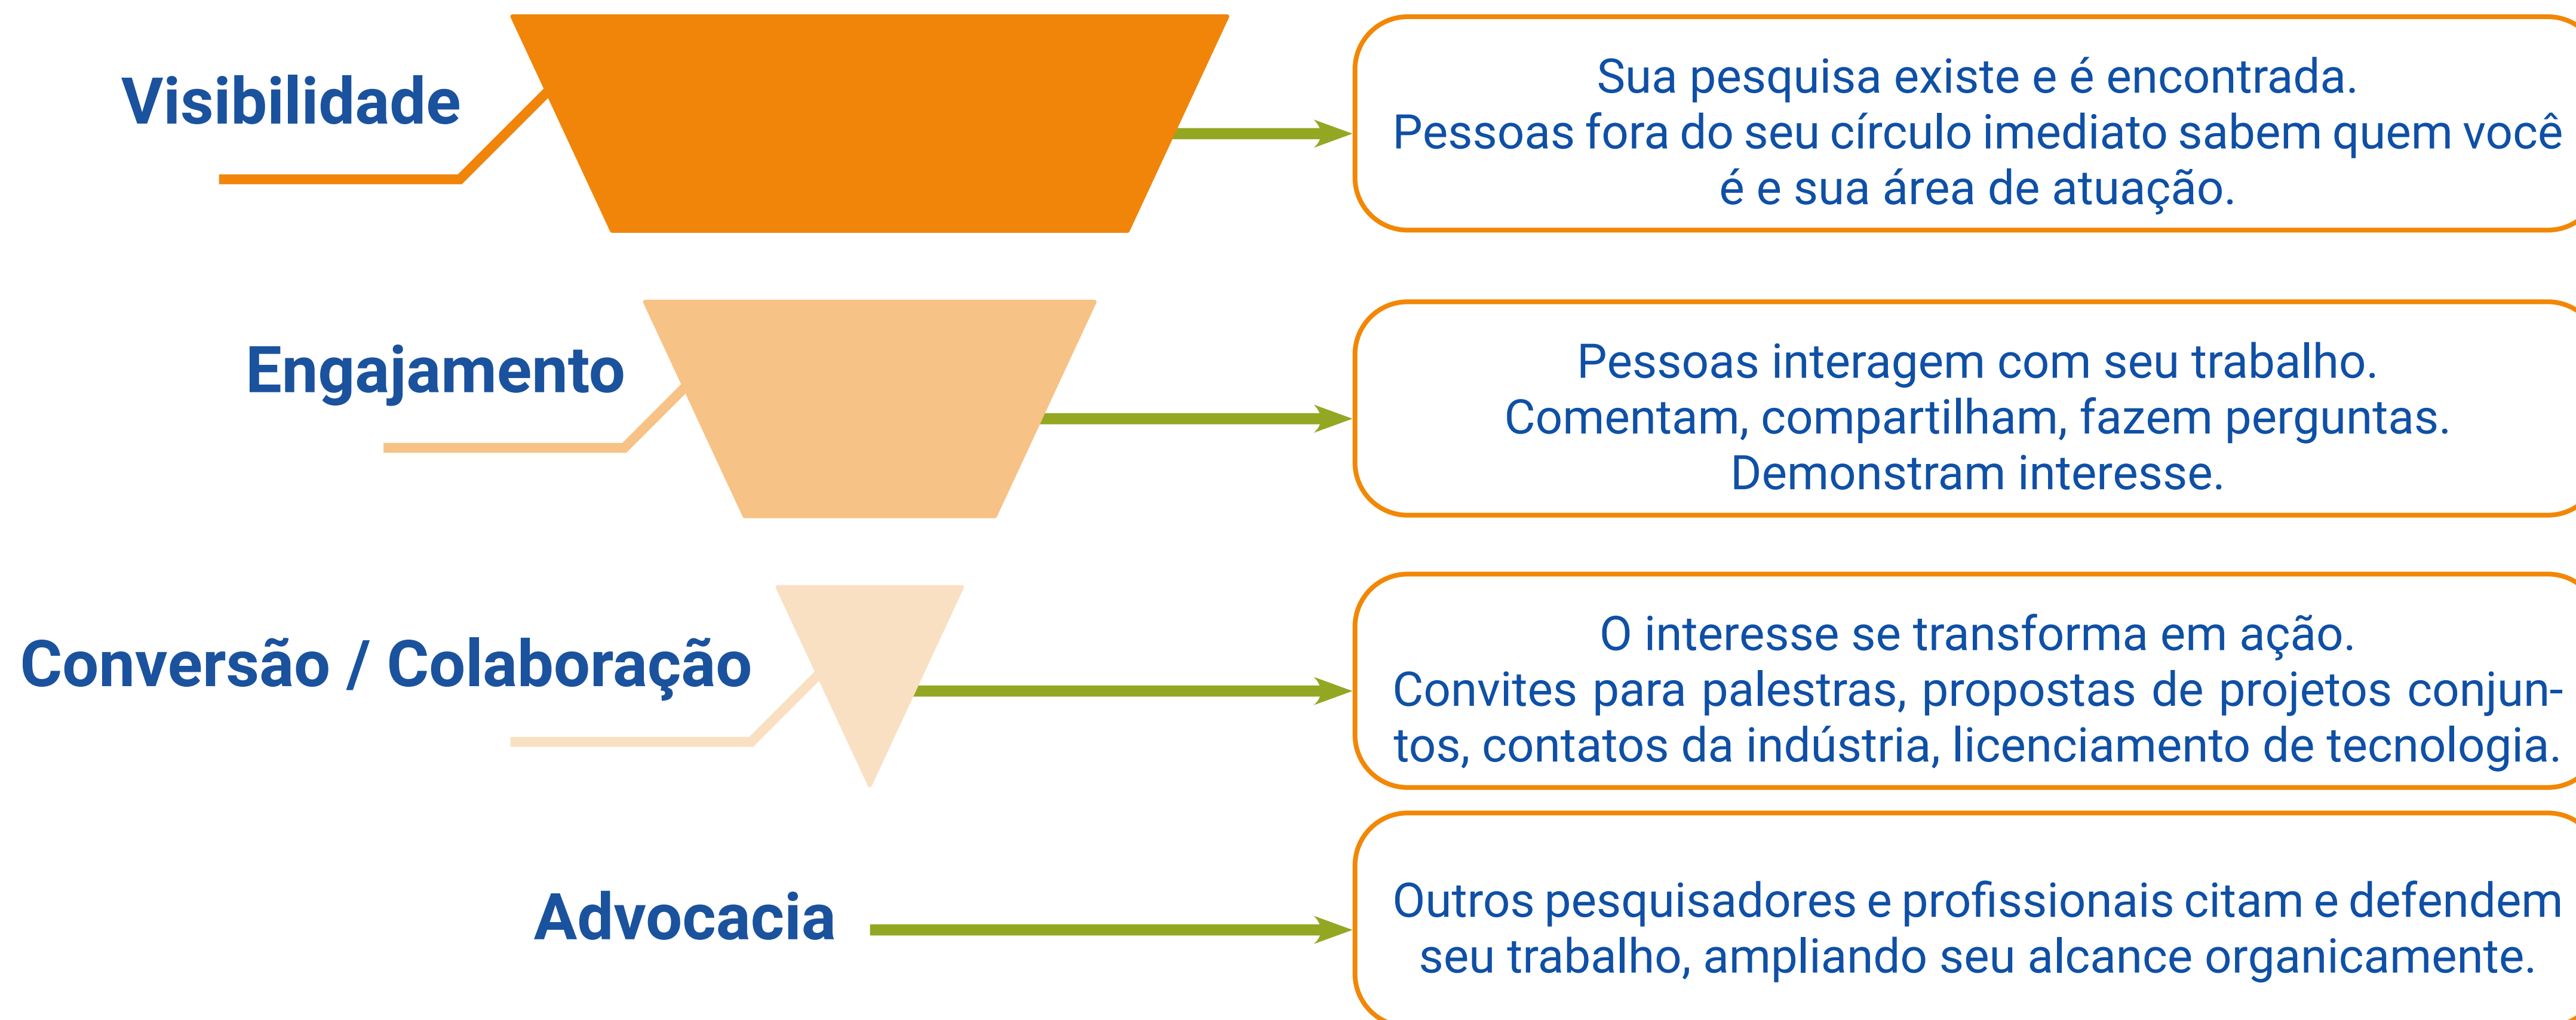 Visibilidade
Sua pesquisa existe e é encontrada.
Pessoas fora do seu círculo imediato sabem quem você
é e sua área de atuação.
Engajamento
Pessoas interagem com seu trabalho.
Comentam, compartilham, fazem perguntas.
Demonstram interesse.
Conversão / Colaboração
O interesse se transforma em ação.
Convites para palestras, propostas de projetos conjun-
tos, contatos da indústria, licenciamento de tecnologia.
Advocacia
Outros pesquisadores e profissionais citam e defendem
seu trabalho, ampliando seu alcance organicamente.